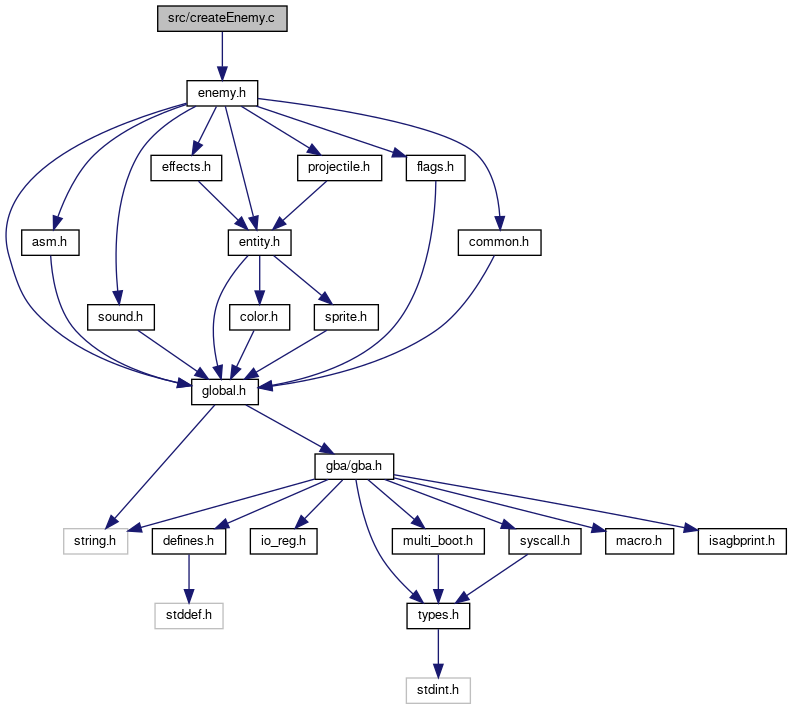 src/createEnemy.c
enemy.h
effects.h
projectile.h
flags.h
asm.h
entity.h
common.h
sound.h
color.h
sprite.h
global.h
gba/gba.h
string.h
defines.h
io_reg.h
multi_boot.h
syscall.h
macro.h
isagbprint.h
stddef.h
types.h
stdint.h